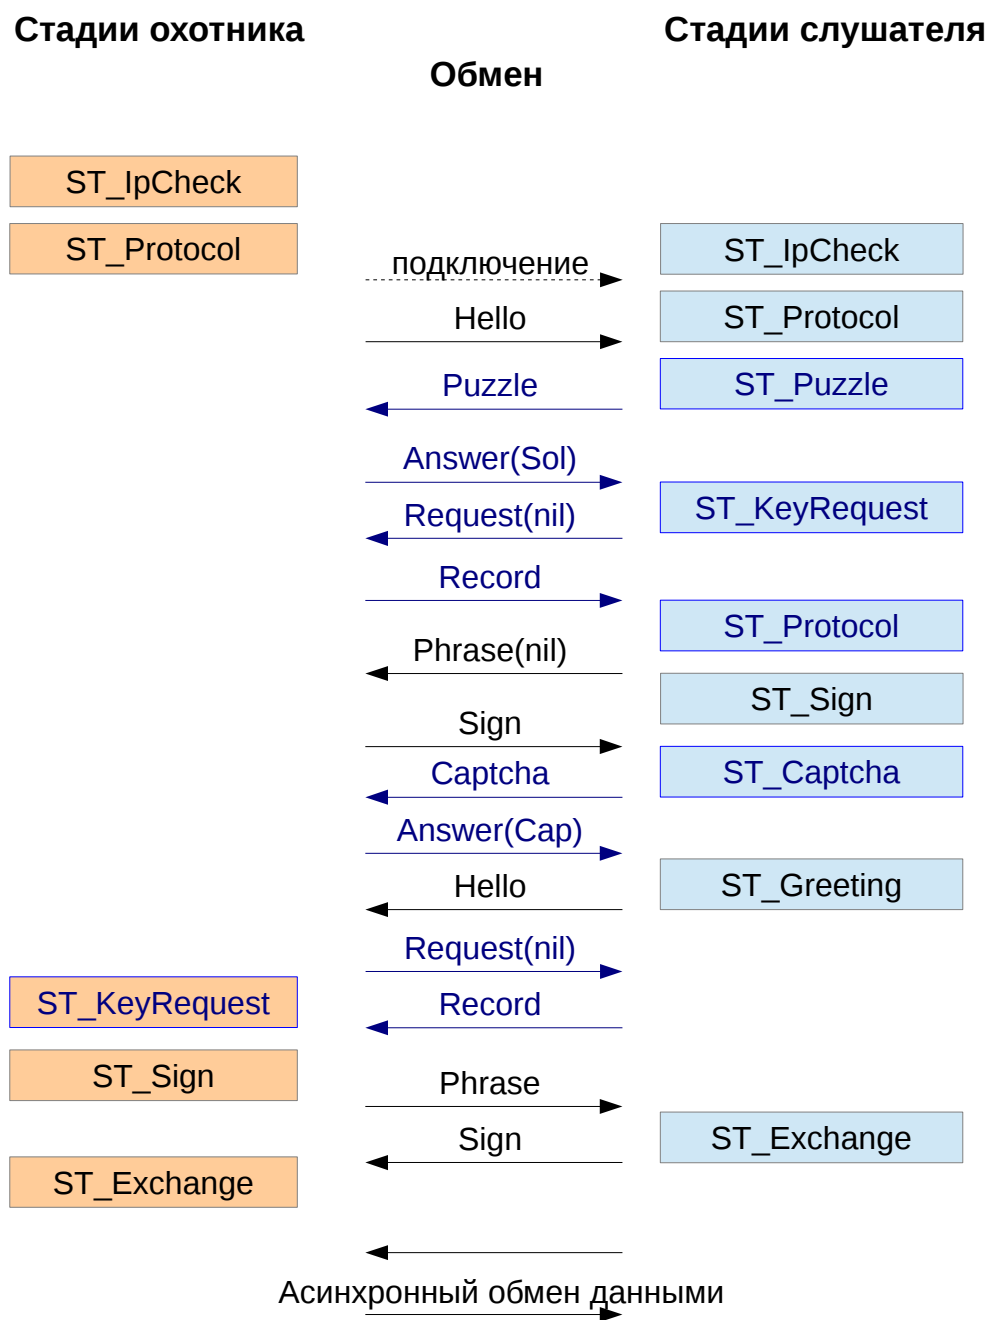 Стадии охотника
Стадии слушателя
Обмен
ST_IpCheck
ST_Protocol
ST_IpCheck
подключение
ST_Protocol
Hello
ST_Puzzle
Puzzle
Answer(Sol)
ST_KeyRequest
Request(nil)
Record
ST_Protocol
Phrase(nil)
ST_Sign
Sign
ST_Captcha
Captcha
Answer(Cap)
ST_Greeting
Hello
Request(nil)
ST_KeyRequest
Record
ST_Sign
Phrase
ST_Exchange
Sign
ST_Exchange
Асинхронный обмен данными